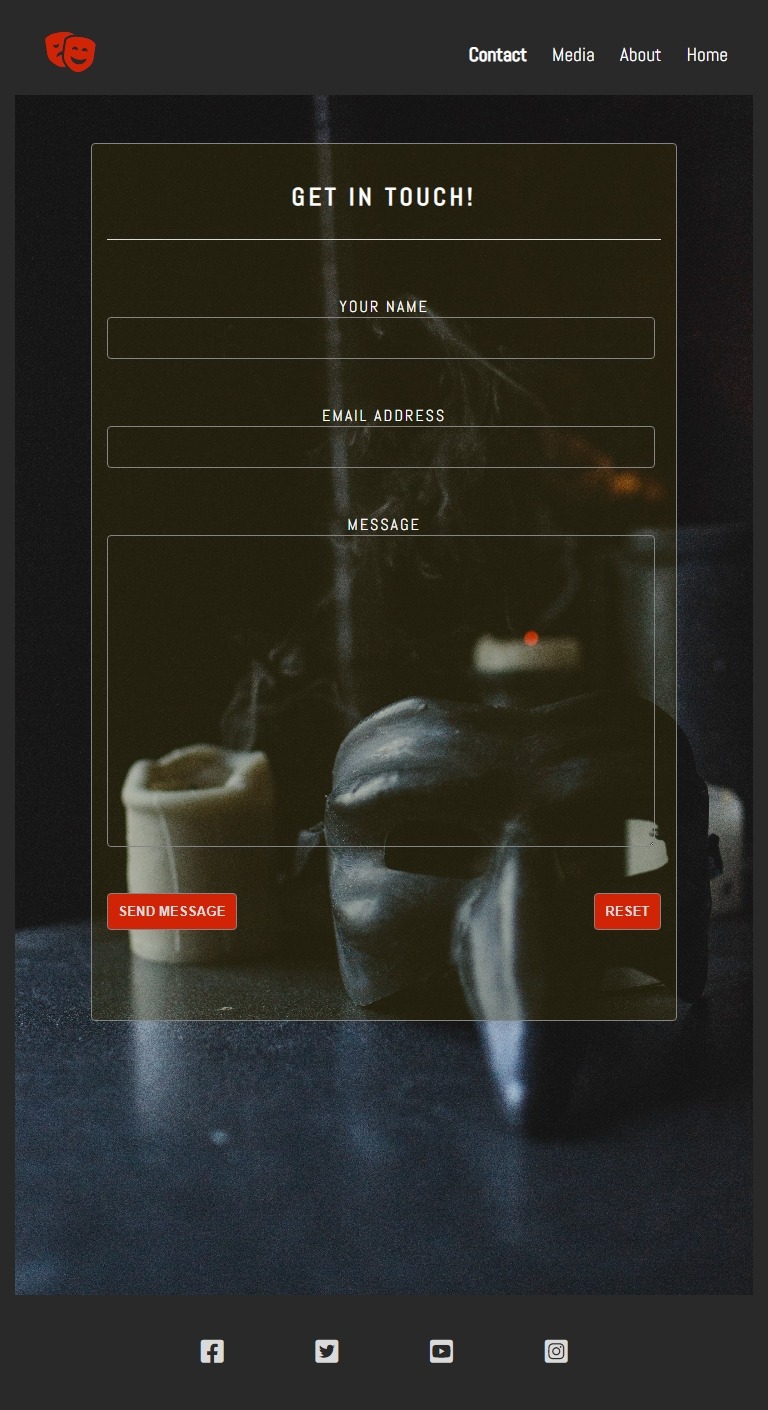 Contact Media About Home
GET IN TOUCH!
YOUR NAME
EMAIL ADDRESS
MESSAGE
SEND MESSAGE RESET